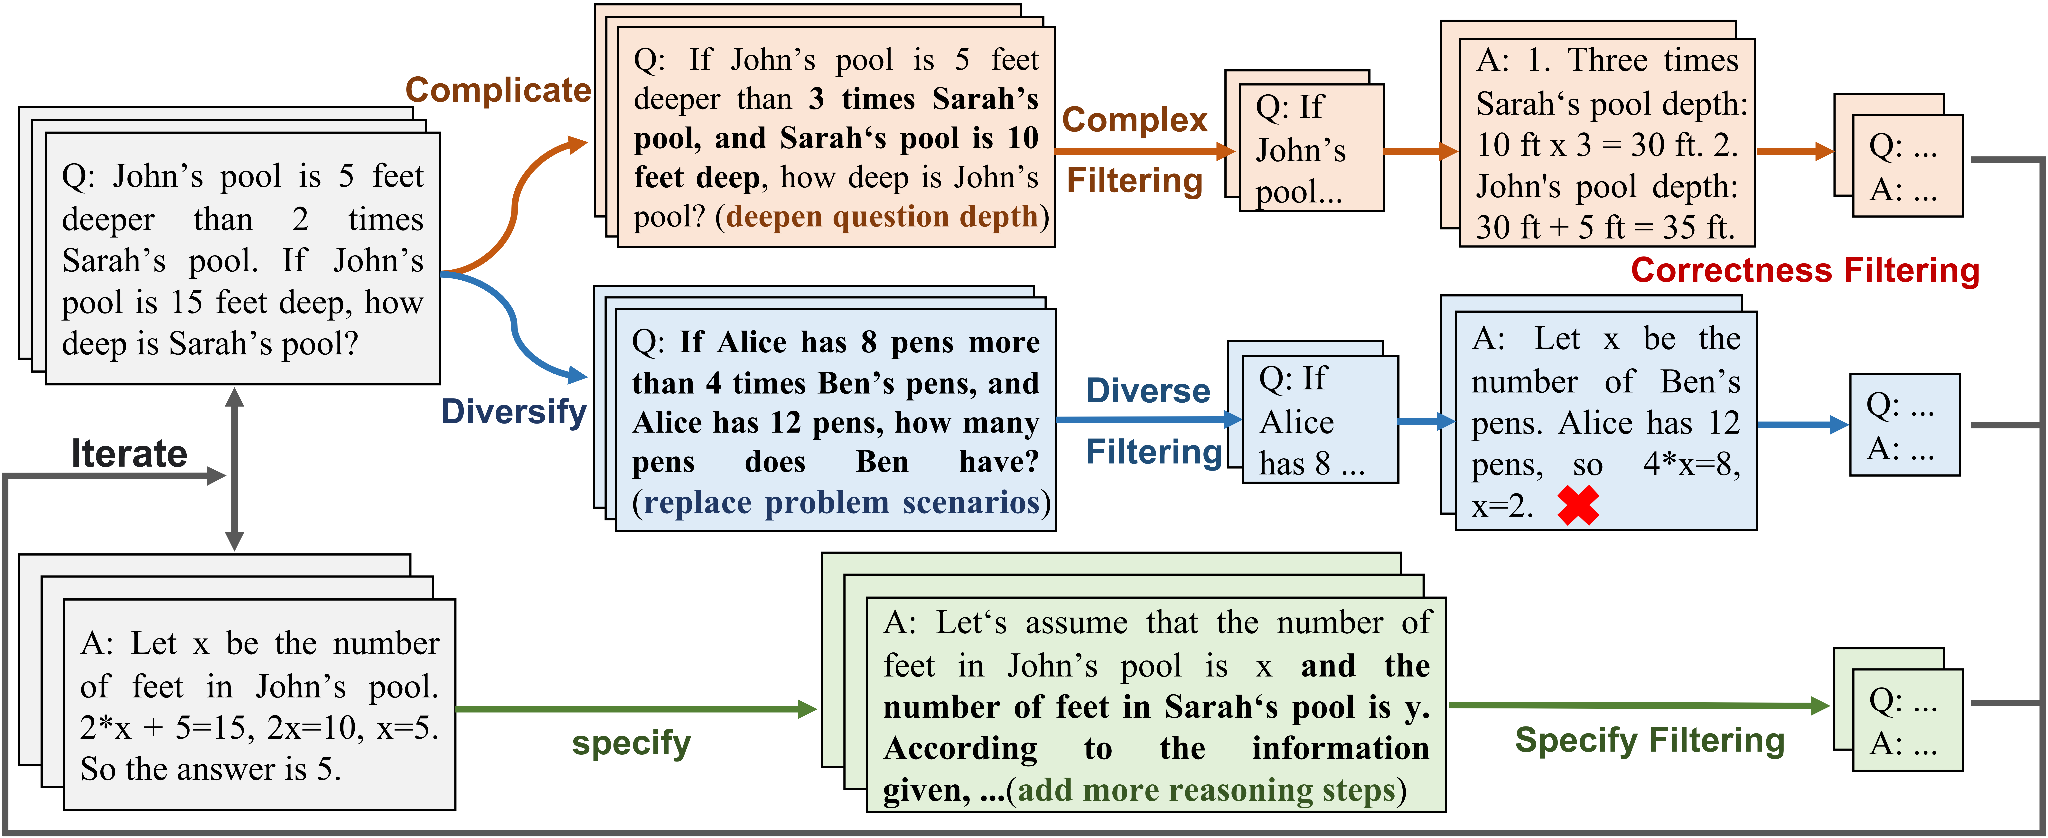 Q: John's pool is 5 feet
deeper than 2 times
Sarah's pool. If John's
pool is 15 feet deep, how
deep is Sarah's pool?
Complicate
Q: If John's pool is 5 feet
deeper than 3 times Sarah's
pool, and Sarah‘s pool is 10
feet deep, how deep is John's
pool? (deepen question depth)
Complex
Filtering
Q: If
John's
pool...
A: 1. Three times
Sarah‘s pool depth:
10 ft x 3 = 30 ft. 2.
John's pool depth:
30 ft + 5 ft = 35 ft.
Q: ...
A: ...
Correctness Filtering
Diversify
Q: If Alice has 8 pens more
than 4 times Ben's pens, and
Alice has 12 pens, how many
pens does Ben have?
(replace problem scenarios)
Diverse
Filtering
Q: If
Alice
has 8 ...
A: Let x be the
number of Ben's
pens. Alice has 12
pens, so 4*x=8,
x=2.
Q: ...
A: ...
Iterate
A: Let x be the number
of feet in John's pool.
2*x + 5=15, 2x=10, x=5.
So the answer is 5.
specify
A: Let‘s assume that the number of
feet in John's pool is x and the
number of feet in Sarah‘s pool is y.
According to the information
given, ...(add more reasoning steps)
Specify Filtering
Q: ...
A: ...